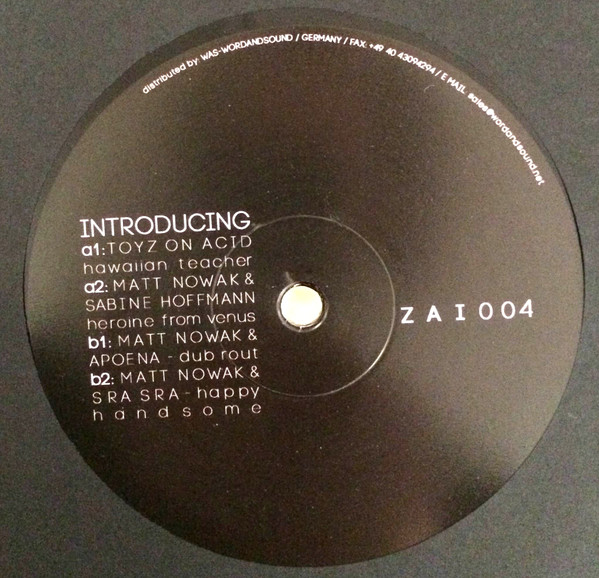 distributed by: WAS-WORDANDSOUND / GERMANY / FAX: +49 40 43094294 / E MAIL. sales@wordandsound.net
INTRODUCING
a1:TOYZ ON ACID
hawaiian teacher
a2: MATT NOWAK &
SABINE HOFFMANN
heroine from venus
b1: MATT NOWAK &
APOENA - dub rout
b2: MATT NOWAK &
SRA SRA - happy
handsome
ZAI004